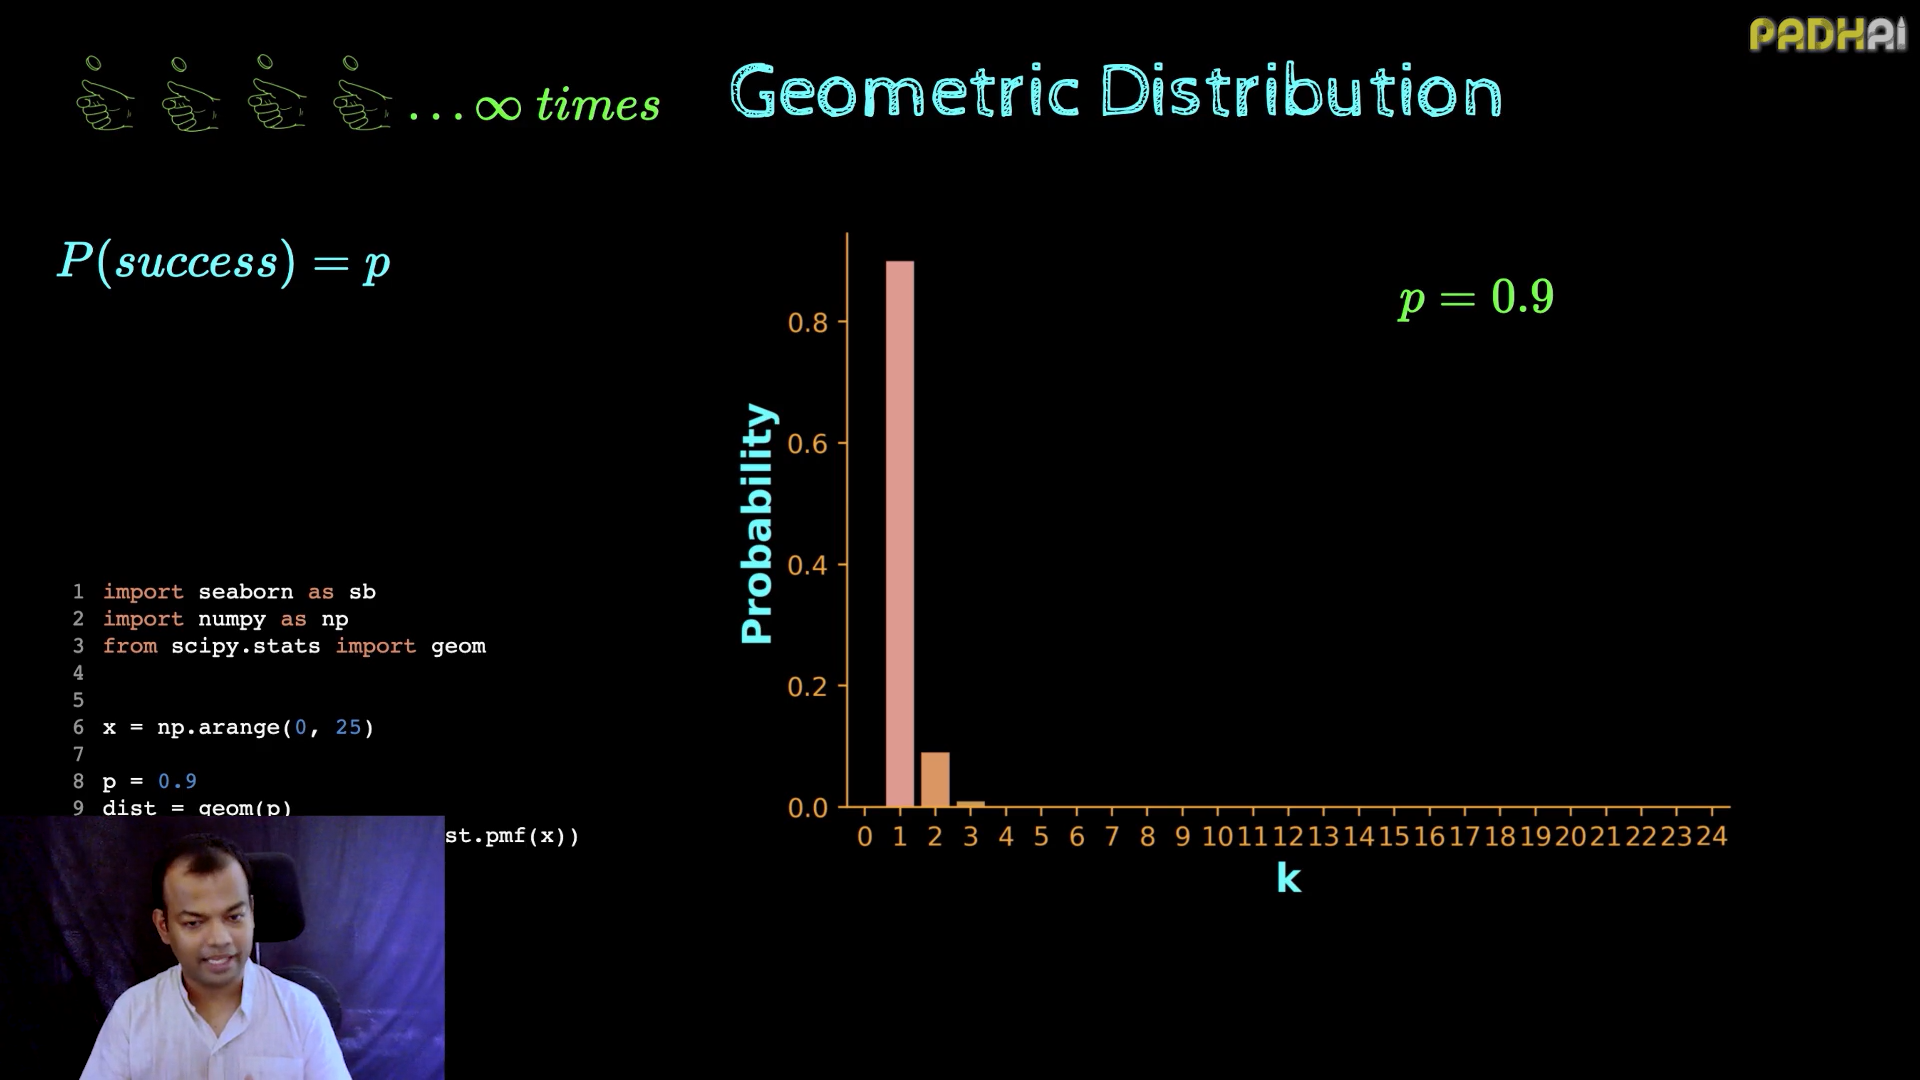 PADHAI
... ∞ times
Geometric Distribution
P(success) = p
p = 0.9
1 import seaborn as sb
2 import numpy as np
3 from scipy.stats import geom
4
5
6 x = np.arange(0, 25)
7
8 p = 0.9
9 dist = geom(p)
st.pmf(x))
Probability
0.8
0.6
0.4
0.2
0.0
0 1 2 3 4 5 6 7 8 9 10 11 12 13 14 15 16 17 18 19 20 21 22 23 24
k